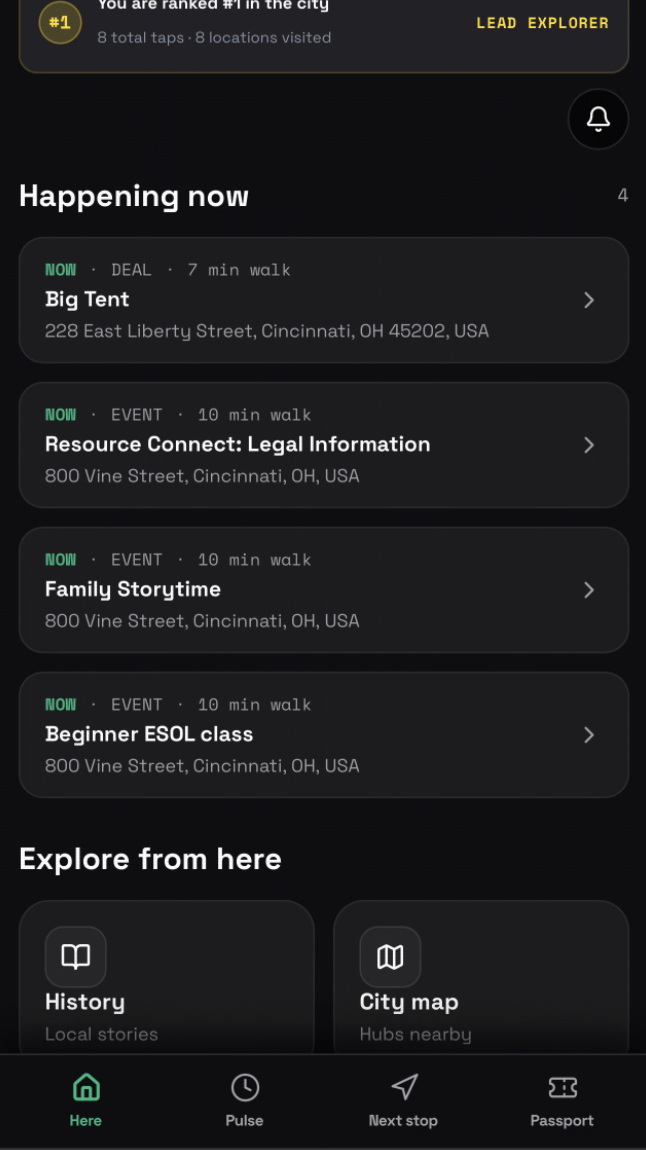 You are ranked #1 in the city
#1
8 total taps · 8 locations visited
LEAD EXPLORER
Happening now
4
NOW · DEAL · 7 min walk
Big Tent
228 East Liberty Street, Cincinnati, OH 45202, USA
NOW · EVENT · 10 min walk
Resource Connect: Legal Information
800 Vine Street, Cincinnati, OH, USA
NOW · EVENT · 10 min walk
Family Storytime
800 Vine Street, Cincinnati, OH, USA
NOW · EVENT · 10 min walk
Beginner ESOL class
800 Vine Street, Cincinnati, OH, USA
Explore from here
History
Local stories
City map
Hubs nearby
Here
Pulse
Next stop
Passport